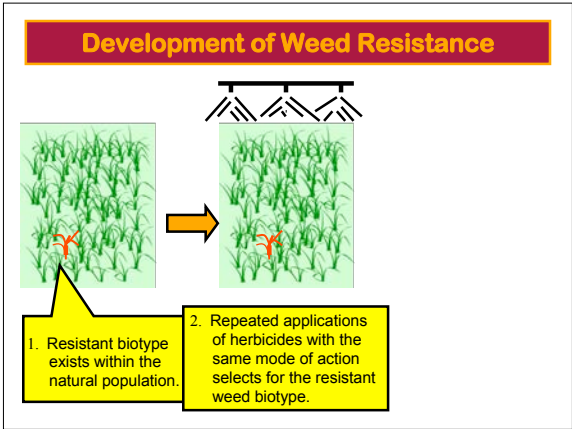 Development of Weed Resistance
1. Resistant biotype
exists within the
natural population.
2. Repeated applications
of herbicides with the
same mode of action
selects for the resistant
weed biotype.